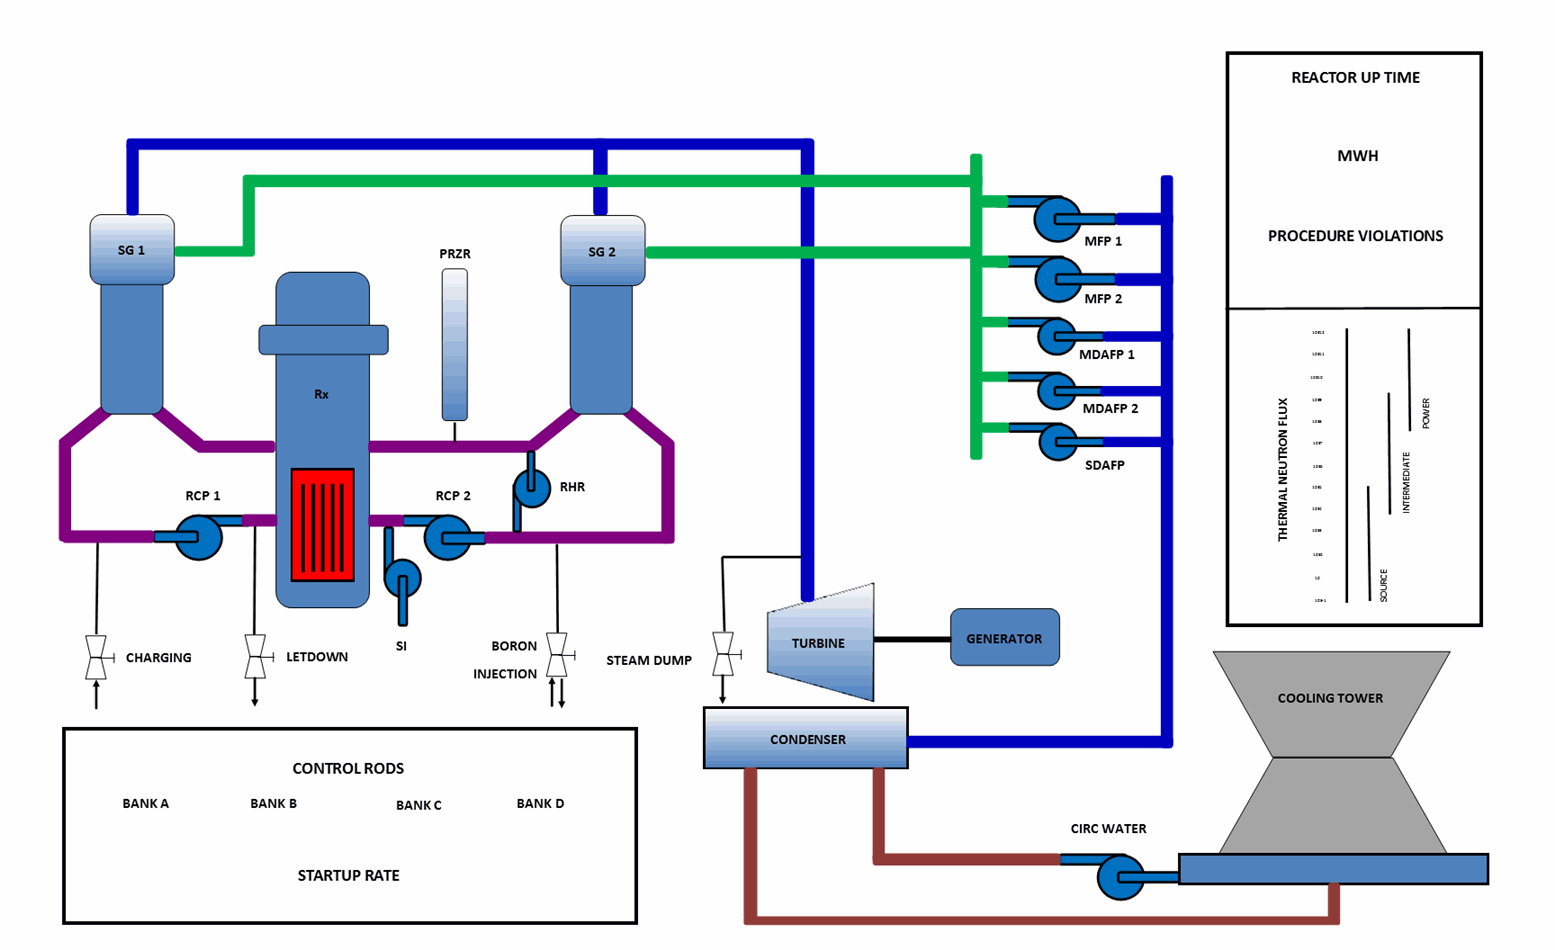 REACTOR UP TIME
MWH
PROCEDURE VIOLATIONS
SG 1
SG 2
PRZR
MFP 1
MFP 2
MDAFP 1
MDAFP 2
SDAFP
Rx
RCP 1
RCP 2
RHR
THERMAL NEUTRON FLUX
POWER
INTERMEDIATE
SOURCE
SI
CHARGING
LETDOWN
BORON
INJECTION
STEAM DUMP
TURBINE
GENERATOR
COOLING TOWER
CONDENSER
CONTROL RODS
BANK A
BANK B
BANK C
BANK D
STARTUP RATE
CIRC WATER